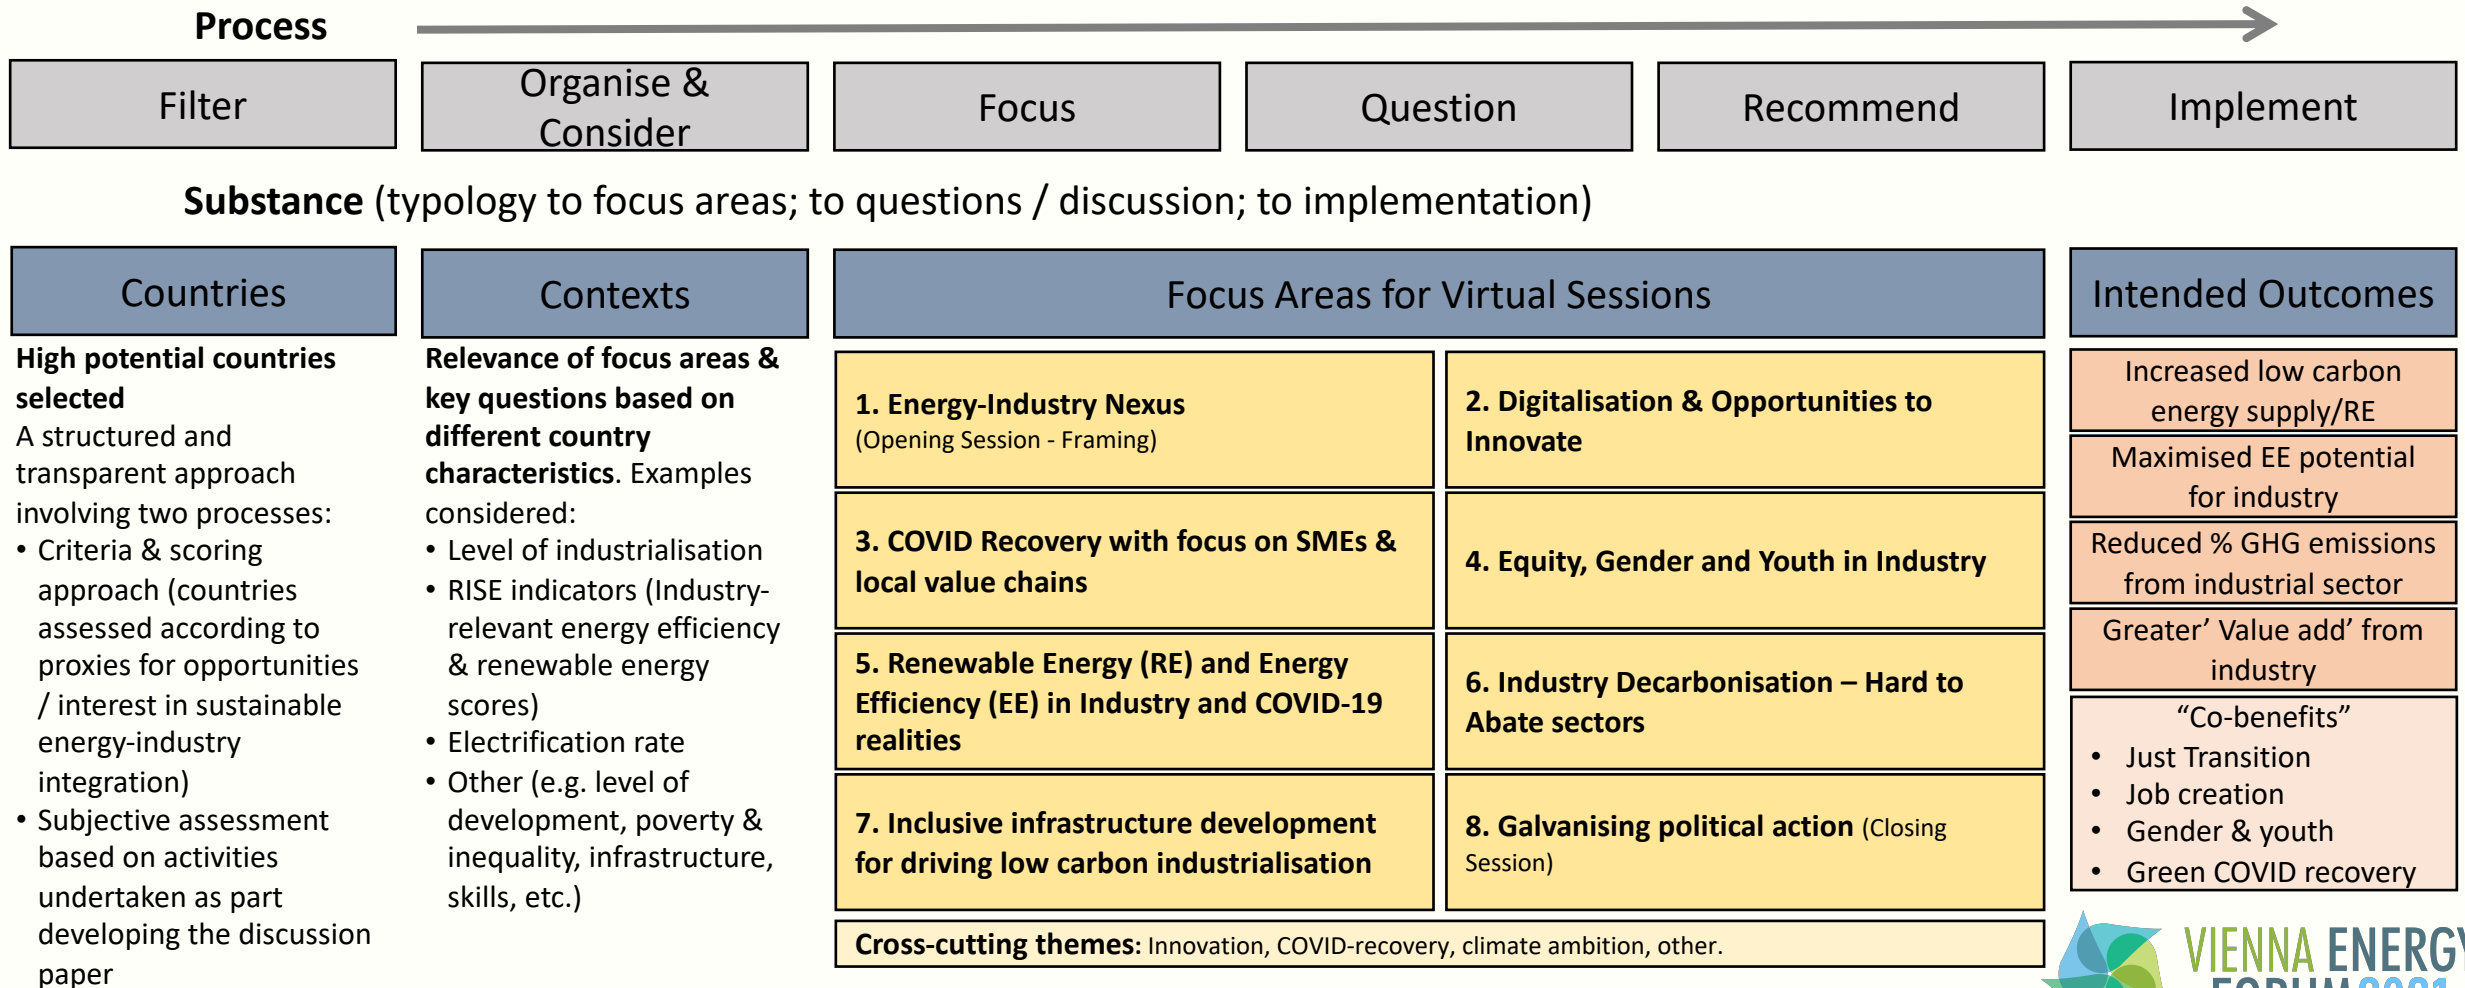 Process
Filter
Organise &
Consider
Focus
Question
Recommend
Implement
Substance (typology to focus areas; to questions / discussion; to implementation)
Countries
Contexts
Focus Areas for Virtual Sessions
Intended Outcomes
High potential countries
selected
A structured and
transparent approach
involving two processes:
• Criteria & scoring
approach (countries
assessed according to
proxies for opportunities
/ interest in sustainable
energy-industry
integration)
• Subjective assessment
based on activities
undertaken as part
developing the discussion
paper
Relevance of focus areas &
key questions based on
different country
characteristics. Examples
considered:
• Level of industrialisation
• RISE indicators (Industry-
relevant energy efficiency
& renewable energy
scores)
• Electrification rate
• Other (e.g. level of
development, poverty &
inequality, infrastructure,
skills, etc.)
1. Energy-Industry Nexus
(Opening Session - Framing)
2. Digitalisation & Opportunities to
Innovate
3. COVID Recovery with focus on SMEs &
local value chains
4. Equity, Gender and Youth in Industry
5. Renewable Energy (RE) and Energy
Efficiency (EE) in Industry and COVID-19
realities
6. Industry Decarbonisation – Hard to
Abate sectors
7. Inclusive infrastructure development
for driving low carbon industrialisation
8. Galvanising political action (Closing
Session)
Cross-cutting themes: Innovation, COVID-recovery, climate ambition, other.
Increased low carbon
energy supply/RE
Maximised EE potential
for industry
Reduced % GHG emissions
from industrial sector
Greater’ Value add’ from
industry
“Co-benefits”
• Just Transition
• Job creation
• Gender & youth
• Green COVID recovery
VIENNA ENERGY
FORUM 2021